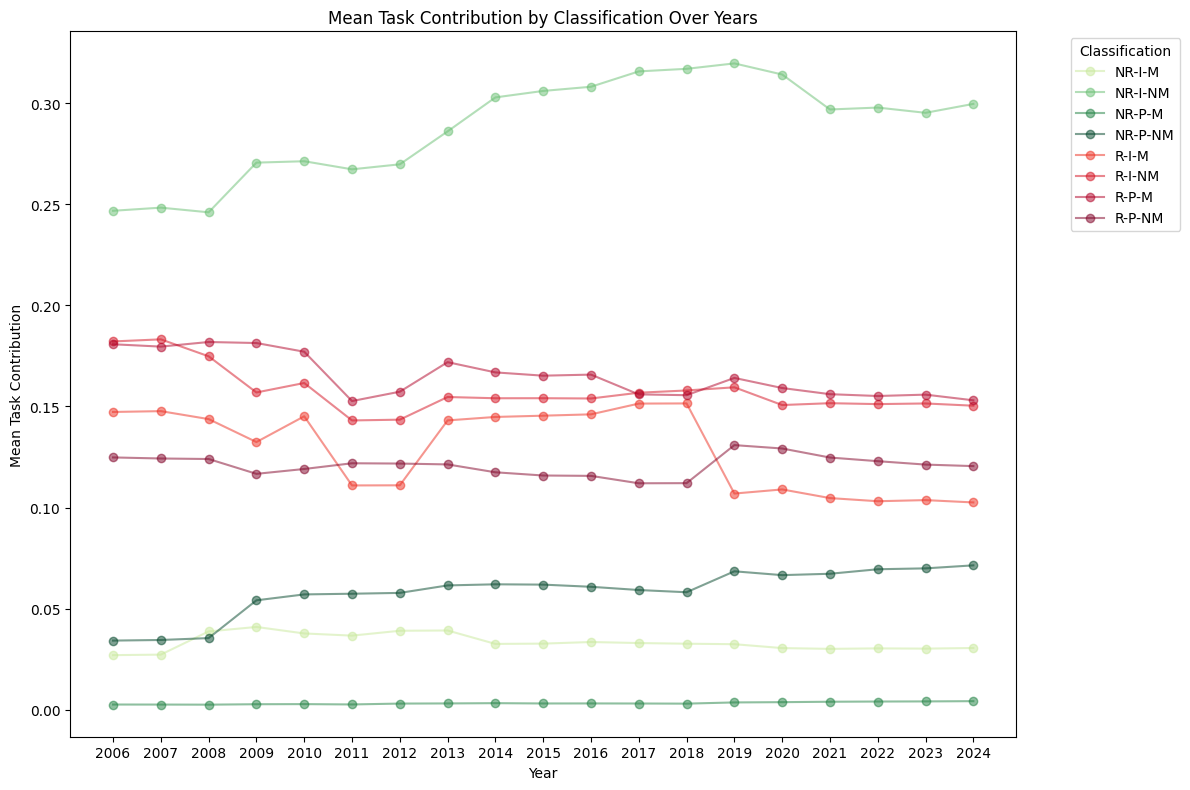 Mean Task Contribution by Classification Over Years
Mean Task Contribution
0.30
0.25
0.20
0.15
0.10
0.05
0.00
2006 2007 2008 2009 2010 2011 2012 2013 2014 2015 2016 2017 2018 2019 2020 2021 2022 2023 2024
Year
Classification
NR-I-M
NR-I-NM
NR-P-M
NR-P-NM
R-I-M
R-I-NM
R-P-M
R-P-NM